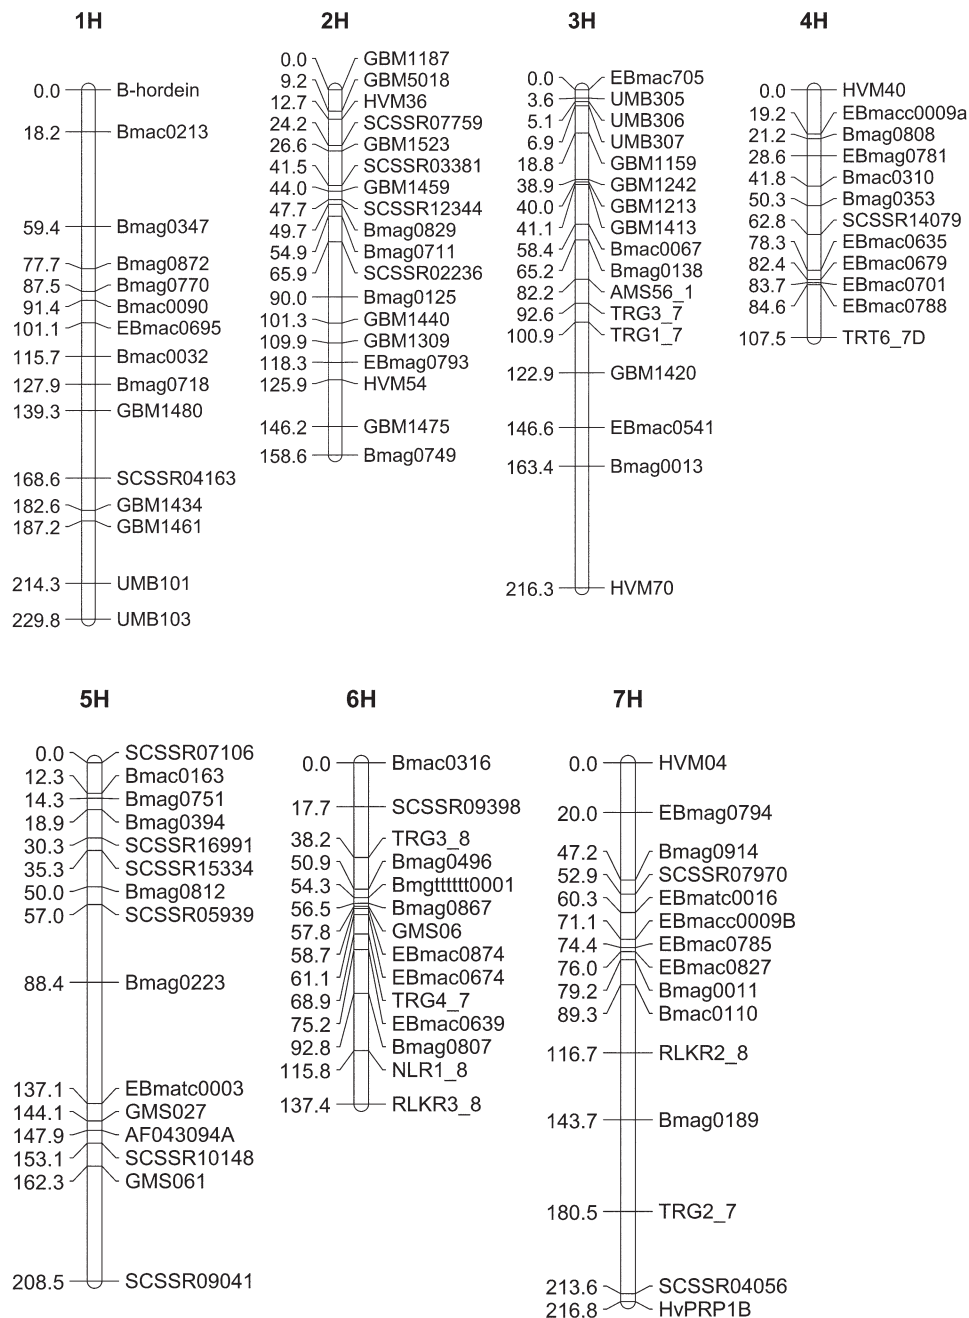 1H
0.0 B-hordein
18.2 Bmac0213
59.4 Bmag0347
77.7 Bmag0872
87.5 Bmag0770
91.4 Bmac0090
101.1 EBmac0695
115.7 Bmac0032
127.9 Bmag0718
139.3 GBM1480
168.6 SCSSR04163
182.6 GBM1434
187.2 GBM1461
214.3 UMB101
229.8 UMB103
2H
0.0 GBM1187
9.2 GBM5018
12.7 HVM36
24.2 SCSSR07759
26.6 GBM1523
41.5 SCSSR03381
44.0 GBM1459
47.7 SCSSR12344
49.7 Bmag0829
54.9 Bmag0711
65.9 SCSSR02236
90.0 Bmag0125
101.3 GBM1440
109.9 GBM1309
118.3 EBmag0793
125.9 HVM54
146.2 GBM1475
158.6 Bmag0749
3H
0.0 EBmac705
3.6 UMB305
5.1 UMB306
6.9 UMB307
18.8 GBM1159
38.9 GBM1242
40.0 GBM1213
41.1 GBM1413
58.4 Bmac0067
65.2 Bmag0138
82.2 AMS56_1
92.6 TRG3_7
100.9 TRG1_7
122.9 GBM1420
146.6 EBmac0541
163.4 Bmag0013
216.3 HVM70
4H
0.0 HVM40
19.2 EBmacc0009a
21.2 Bmag0808
28.6 EBmag0781
41.8 Bmac0310
50.3 Bmag0353
62.8 SCSSR14079
78.3 EBmac0635
82.4 EBmac0679
83.7 EBmac0701
84.6 EBmac0788
107.5 TRT6_7D
5H
0.0 SCSSR07106
12.3 Bmac0163
14.3 Bmag0751
18.9 Bmag0394
30.3 SCSSR16991
35.3 SCSSR15334
50.0 Bmag0812
57.0 SCSSR05939
88.4 Bmag0223
137.1 EBmatc0003
144.1 GMS027
147.9 AF043094A
153.1 SCSSR10148
162.3 GMS061
208.5 SCSSR09041
6H
0.0 Bmac0316
17.7 SCSSR09398
38.2 TRG3_8
50.9 Bmag0496
54.3 Bmgtttttt0001
56.5 Bmag0867
57.8 GMS06
58.7 EBmac0874
61.1 EBmac0674
68.9 TRG4_7
75.2 EBmac0639
92.8 Bmag0807
115.8 NLR1_8
137.4 RLKR3_8
7H
0.0 HVM04
20.0 EBmag0794
47.2 Bmag0914
52.9 SCSSR07970
60.3 EBmatc0016
71.1 EBmacc0009B
74.4 EBmac0785
76.0 EBmac0827
79.2 Bmag0011
89.3 Bmac0110
116.7 RLKR2_8
143.7 Bmag0189
180.5 TRG2_7
213.6 SCSSR04056
216.8 HvPRP1B